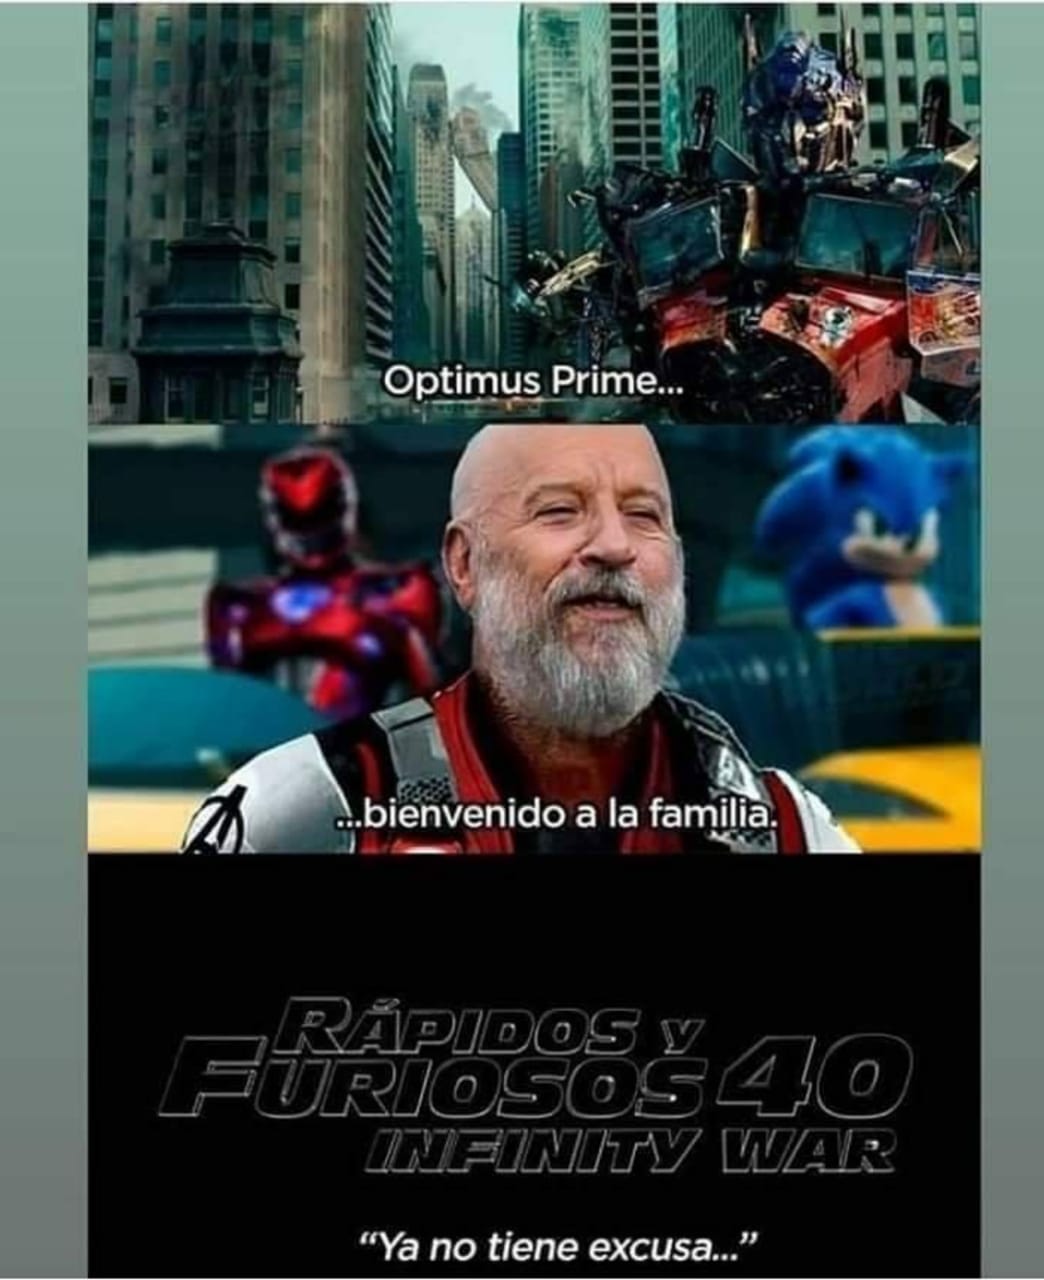 Optimus Prime...
...bienvenido a la familia.
RÁPIDOS Y
FURIOSOS 40
INFINITY WAR
“Ya no tiene excusa...”